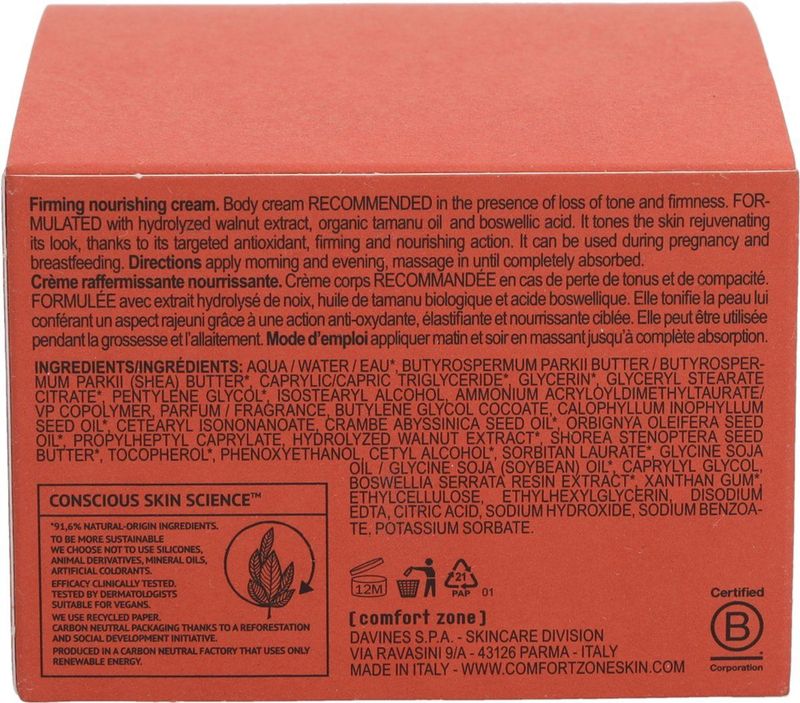 Firming nourishing cream. Body cream RECOMMENDED in the presence of loss of tone and firmness. FOR-
MULATED with hydrolyzed walnut extract, organic tamanu oil and boswellic acid. It tones the skin rejuvenating
its look, thanks to its targeted antioxidant, firming and nourishing action. It can be used during pregnancy and
breastfeeding. Directions apply morning and evening, massage in until completely absorbed.
Crème raffermissante nourrissante. Crème corps RECOMMANDÉE en cas de perte de tonus et de compacité.
FORMULÉE avec extrait hydrolysé de noix, huile de tamanu biologique et acide boswellique. Elle tonifie la peau lui
conférant un aspect rajeuni grâce à une action anti-oxydante, élastifiante et nourrissante ciblée. Elle peut être utilisée
pendant la grossesse et l'allaitement. Mode d'emploi appliquer matin et soir en massant jusqu'à complète absorption.
INGREDIENTS/INGRÉDIENTS: AQUA / WATER / EAU*, BUTYROSPERMUM PARKII BUTTER / BUTYROSPER-
MUM PARKII (SHEA) BUTTER*, CAPRYLIC/CAPRIC TRIGLYCERIDE*, GLYCERIN*, GLYCERYL STEARATE
CITRATE*, PENTYLENE GLYCOL*, ISOSTEARYL ALCOHOL, AMMONIUM ACRYLOYLDIMETHYLTAURATE/
VP COPOLYMER, PARFUM / FRAGRANCE, BUTYLENE GLYCOL COCOATE, CALOPHYLLUM INOPHYLLUM
SEED OIL*, CETEARYL ISONONANOATE, CRAMBE ABYSSINICA SEED OIL*, ORBIGNYA OLEIFERA SEED
OIL*, PROPYLHEPTYL CAPRYLATE, HYDROLYZED WALNUT EXTRACT*, SHOREA STENOPTERA SEED
BUTTER*, TOCOPHEROL*, PHENOXYETHANOL, CETYL ALCOHOL*, SORBITAN LAURATE*, GLYCINE SOJA
OIL / GLYCINE SOJA (SOYBEAN) OIL*, CAPRYLYL GLYCOL,
BOSWELLIA SERRATA RESIN EXTRACT*, XANTHAN GUM*,
ETHYLCELLULOSE, ETHYLHEXYLGLYCERIN, DISODIUM
EDTA, CITRIC ACID, SODIUM HYDROXIDE, SODIUM BENZOA-
TE, POTASSIUM SORBATE.
CONSCIOUS SKIN SCIENCE™
*91,6% NATURAL-ORIGIN INGREDIENTS.
TO BE MORE SUSTAINABLE
WE CHOOSE NOT TO USE SILICONES,
ANIMAL DERIVATIVES, MINERAL OILS,
ARTIFICIAL COLORANTS.
EFFICACY CLINICALLY TESTED.
TESTED BY DERMATOLOGISTS
SUITABLE FOR VEGANS.
WE USE RECYCLED PAPER.
CARBON NEUTRAL PACKAGING THANKS TO A REFORESTATION
AND SOCIAL DEVELOPMENT INITIATIVE.
PRODUCED IN A CARBON NEUTRAL FACTORY THAT USES ONLY
RENEWABLE ENERGY.
12M
21
PAP
01
[ comfort zone ]
DAVINES S.P.A. - SKINCARE DIVISION
VIA RAVASINI 9/A - 43126 PARMA - ITALY
MADE IN ITALY - WWW.COMFORTZONESKIN.COM
Certified
B
Corporation